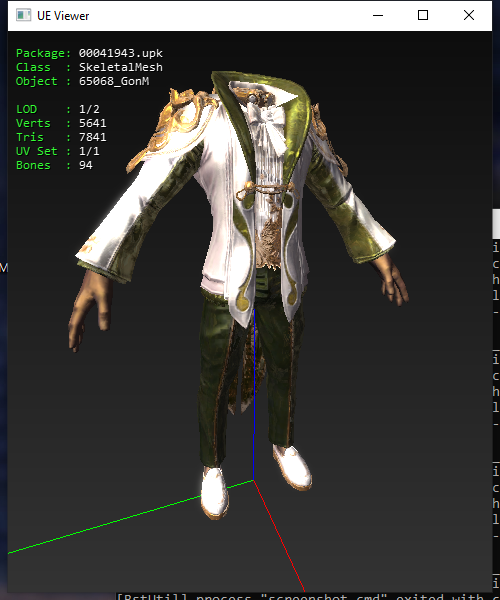 UE Viewer
Package: 00041943.upk
Class : SkeletalMesh
Object : 65068_GonM
LOD : 1/2
Verts : 5641
Tris : 7841
UV Set : 1/1
Bones : 94
M
i
c
h
l
-
i
c
h
l
-
i
c
h
l
-
i
[BstUtil] process "screenshot.cmd" exited with c